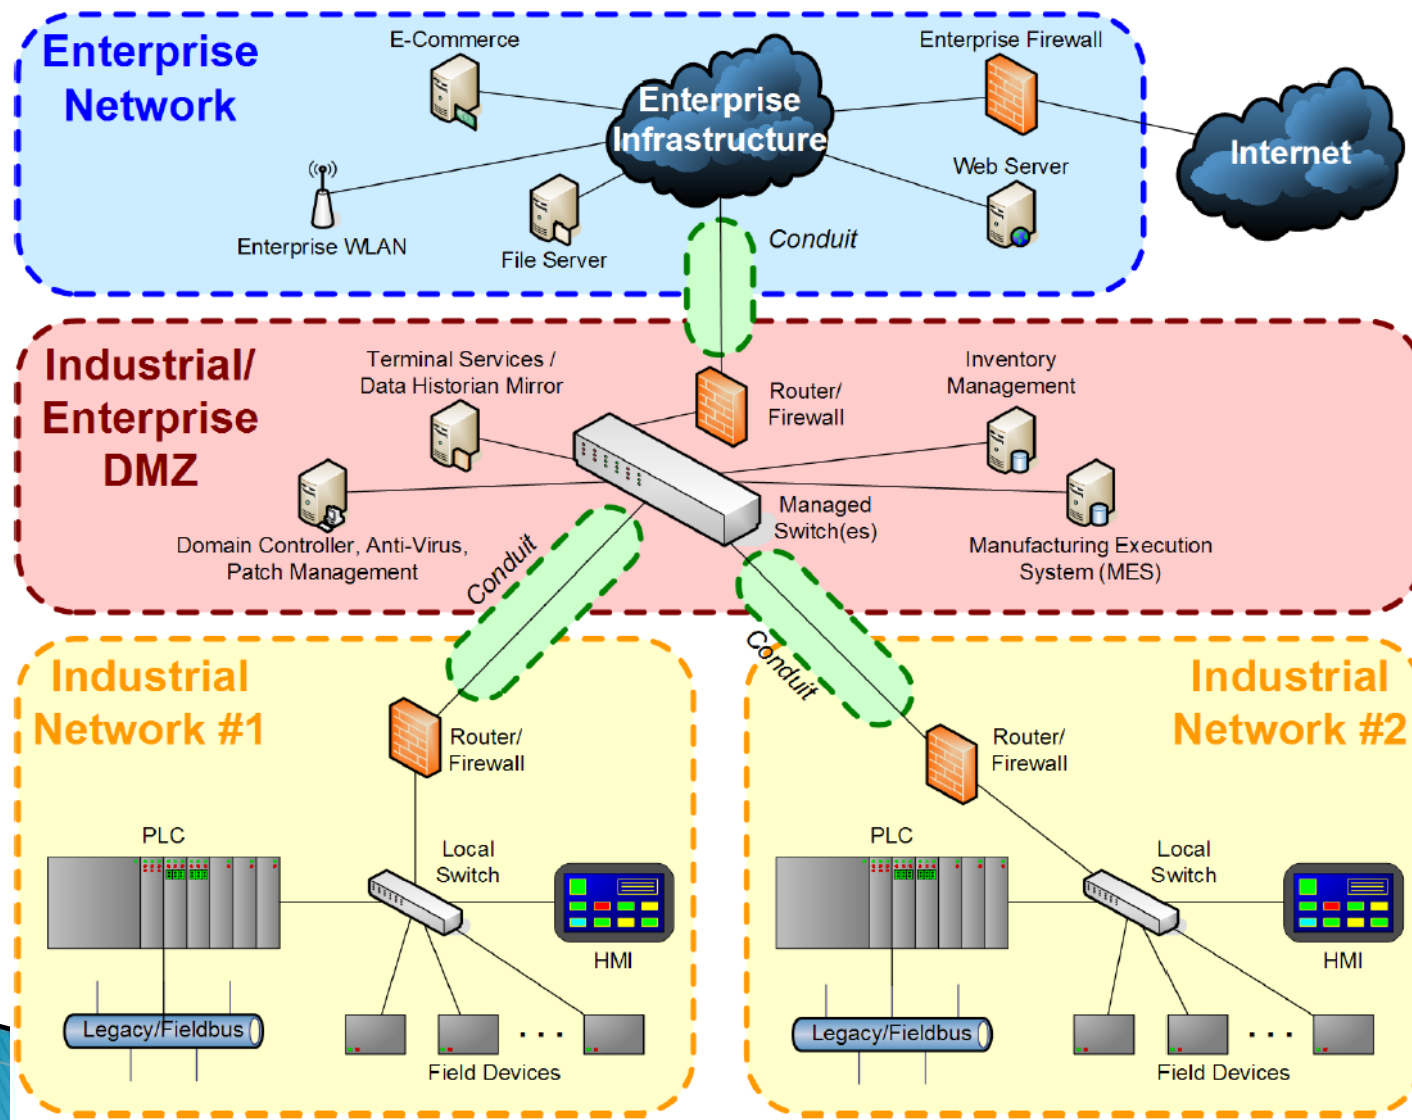 Enterprise
Network
E-Commerce
Enterprise Firewall
Enterprise
Infrastructure
Internet
Web Server
Enterprise WLAN
File Server
Conduit
Industrial/
Enterprise
DMZ
Terminal Services /
Data Historian Mirror
Router/
Firewall
Inventory
Management
Managed
Switch(es)
Domain Controller, Anti-Virus,
Patch Management
Manufacturing Execution
System (MES)
Conduit
Conduit
Industrial
Network #1
Router/
Firewall
PLC
Local
Switch
HMI
Legacy/Fieldbus
Field Devices
Industrial
Network #2
Router/
Firewall
PLC
Local
Switch
HMI
Legacy/Fieldbus
Field Devices